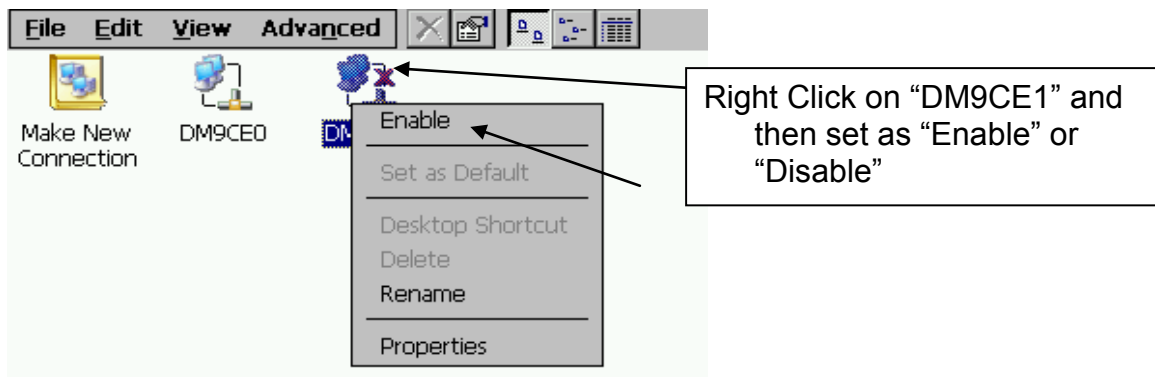 File Edit View Advanced
Make New
Connection
DM9CE0
DM
Enable
Set as Default
Desktop Shortcut
Delete
Rename
Properties
Right Click on “DM9CE1” and
then set as “Enable” or
“Disable”